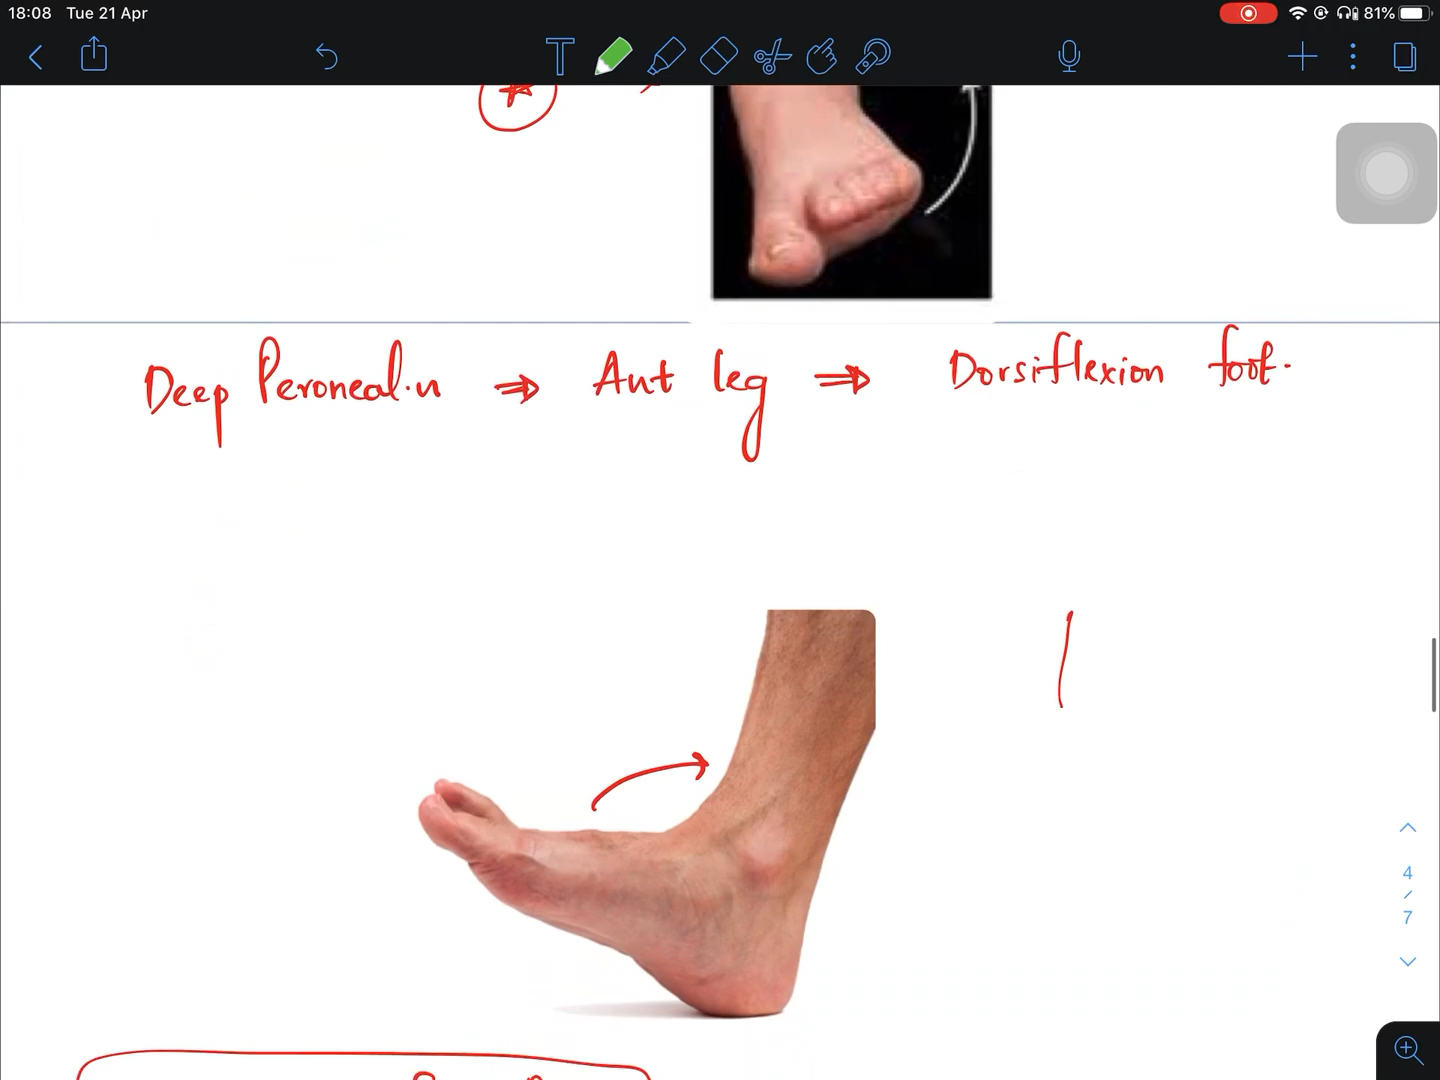 18:08 Tue 21 Apr
81%
T
Deep Peroneal.n ⇒ Ant leg ⇒ Dorsiflexion foot.
4
/
7